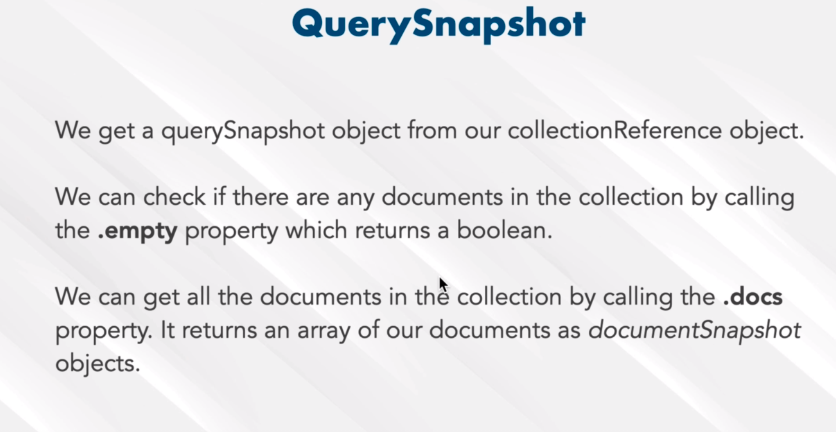 QuerySnapshot
We get a querySnapshot object from our collectionReference object.
We can check if there are any documents in the collection by calling
the .empty property which returns a boolean.
We can get all the documents in the collection by calling the .docs
property. It returns an array of our documents as documentSnapshot
objects.